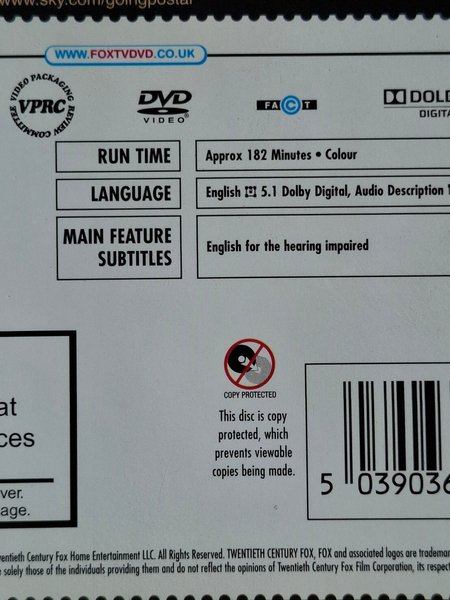 www.sky.com/goingpostal
www.FOXTVDVD.co.uk
VIDEO PACKAGING REVIEW COMMITTEE
VPRC
DVD
VIDEO
FACT
DOLB
DIGITAL
RUN TIME
Approx 182 Minutes • Colour
LANGUAGE
English 5.1 Dolby Digital, Audio Description
MAIN FEATURE
SUBTITLES
English for the hearing impaired
at
ces
ver.
age.
COPY PROTECTED
This disc is copy
protected, which
prevents viewable
copies being made.
5 039036
wentieth Century Fox Home Entertainment LLC. All Rights Reserved. TWENTIETH CENTURY FOX, FOX and associated logos are trademar
e solely those of the individuals providing them and do not reflect the opinions of Twentieth Century Fox Film Corporation, its respec